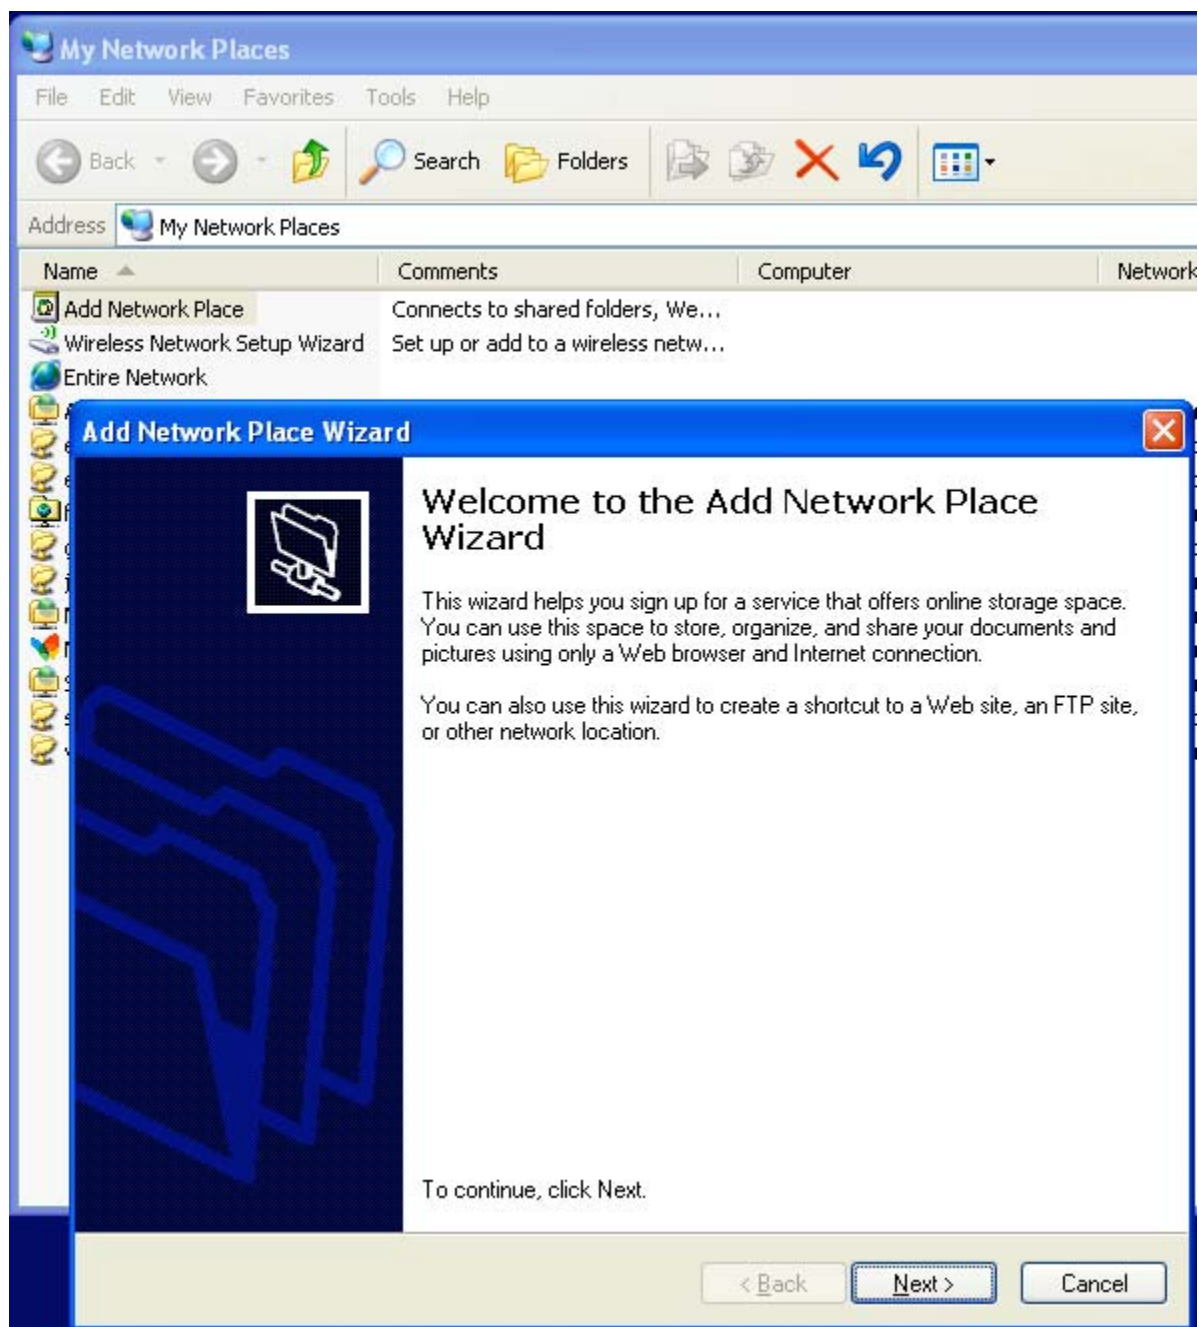 My Network Places
File Edit View Favorites Tools Help
Back Search Folders
Address My Network Places
Name Comments Computer Network
Add Network Place Connects to shared folders, We...
Wireless Network Setup Wizard Set up or add to a wireless netw...
Entire Network
Add Network Place Wizard
Welcome to the Add Network Place
Wizard
This wizard helps you sign up for a service that offers online storage space.
You can use this space to store, organize, and share your documents and
pictures using only a Web browser and Internet connection.
You can also use this wizard to create a shortcut to a Web site, an FTP site,
or other network location.
To continue, click Next.
< Back Next > Cancel